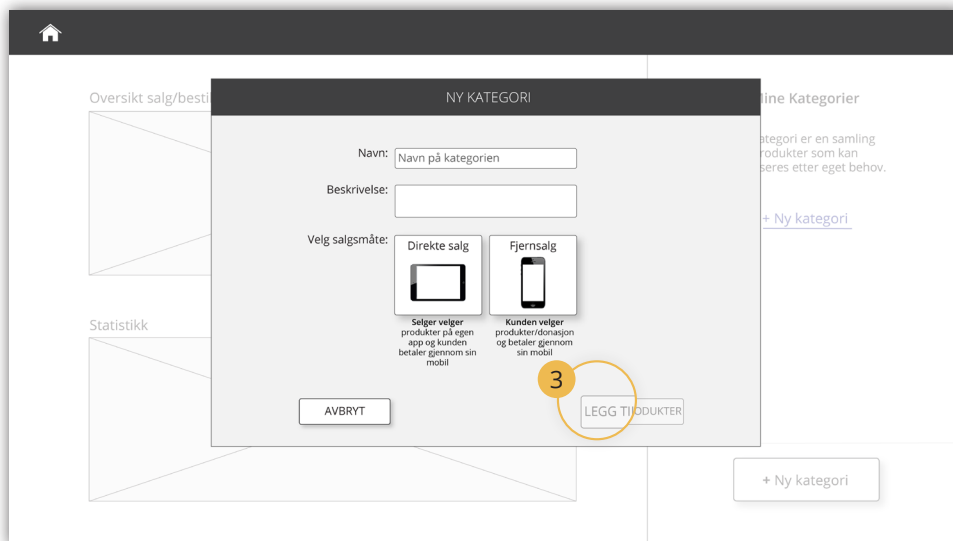 NY KATEGORI
Oversikt salg/besti
Navn:
Navn på kategorien
Beskrivelse:
Velg salgsmåte:
Direkte salg
Fjernsalg
Selger velger
produkter på egen
app og kunden
betaler gjennom sin
mobil
Kunden velger
produkter/donasjon
og betaler gjennom
sin mobil
3
AVBRYT
LEGG TI ODUKTER
Statistikk
ine Kategorier
ategori er en samling
rodukter som kan
seres etter eget behov.
+ Ny kategori
+ Ny kategori